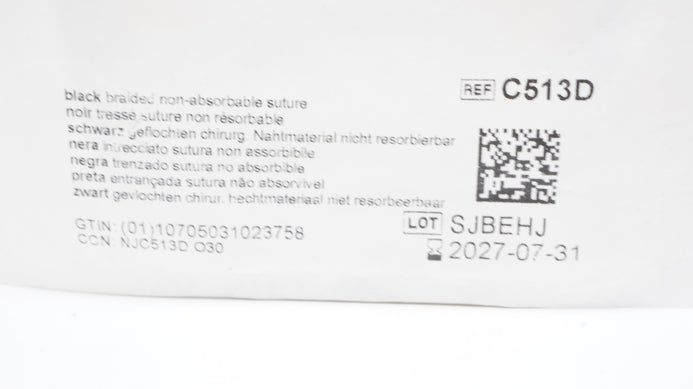 REF C513D
black braided non-absorbable suture
noir tressé suture non résorbable
schwarz geflochien chirurg. Nahtmaterial nicht resorbierbar
nera intrecciato sutura non assorbibile
negra trenzado sutura no absorbible
preta entrançada sutura não absorvivel
zwart gevlochten chirur. hechtmateriaal niet resorbeerbaar
GTIN: (01)10705031023758
CCN: NJC513D O30
LOT SJBEHJ
2027-07-31